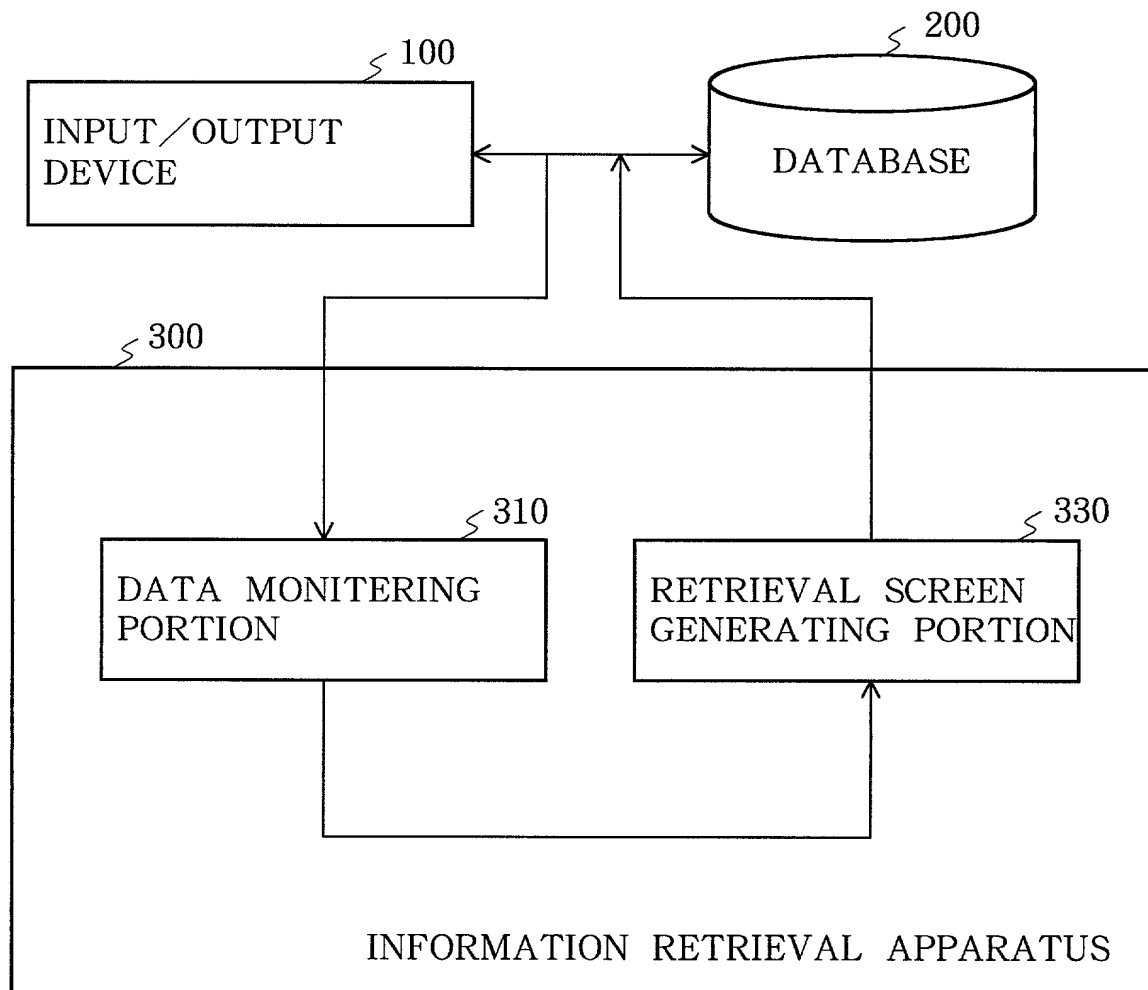 100
200
INPUT／OUTPUT
DEVICE
DATABASE
300
310
330
DATA MONITERING
PORTION
RETRIEVAL SCREEN
GENERATING PORTION
INFORMATION RETRIEVAL APPARATUS